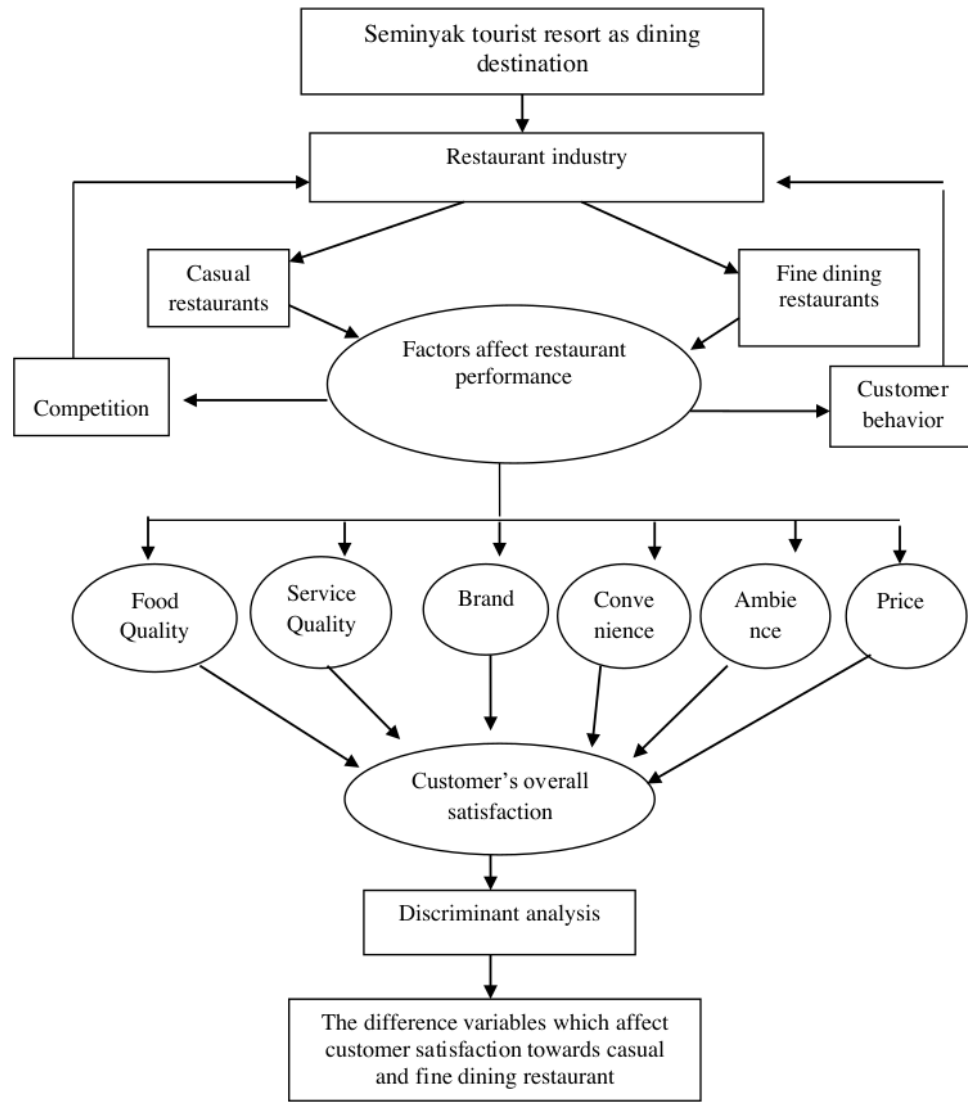 Seminyak tourist resort as dining
destination
Restaurant industry
Casual
restaurants
Fine dining
restaurants
Factors affect restaurant
performance
Competition
Customer
behavior
Food
Quality
Service
Quality
Brand
Conve
nience
Ambie
nce
Price
Customer’s overall
satisfaction
Discriminant analysis
The difference variables which affect
customer satisfaction towards casual
and fine dining restaurant